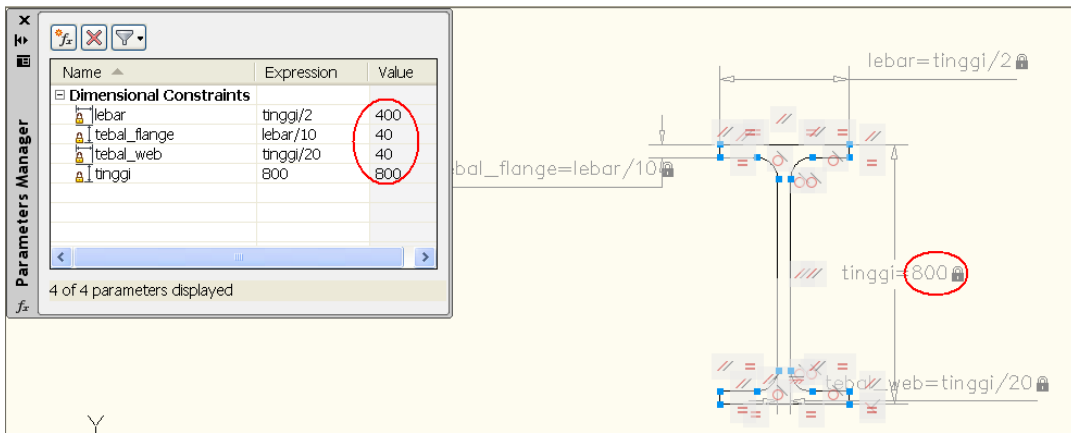 Parameters Manager
fx
Name Expression Value
Dimensional Constraints
lebar tinggi/2 400
tebal_flange lebar/10 40
tebal_web tinggi/20 40
tinggi 800 800
4 of 4 parameters displayed
fx
lebar=tinggi/2
bal_flange=lebar/10
tinggi=800
tebal_web=tinggi/20
Y